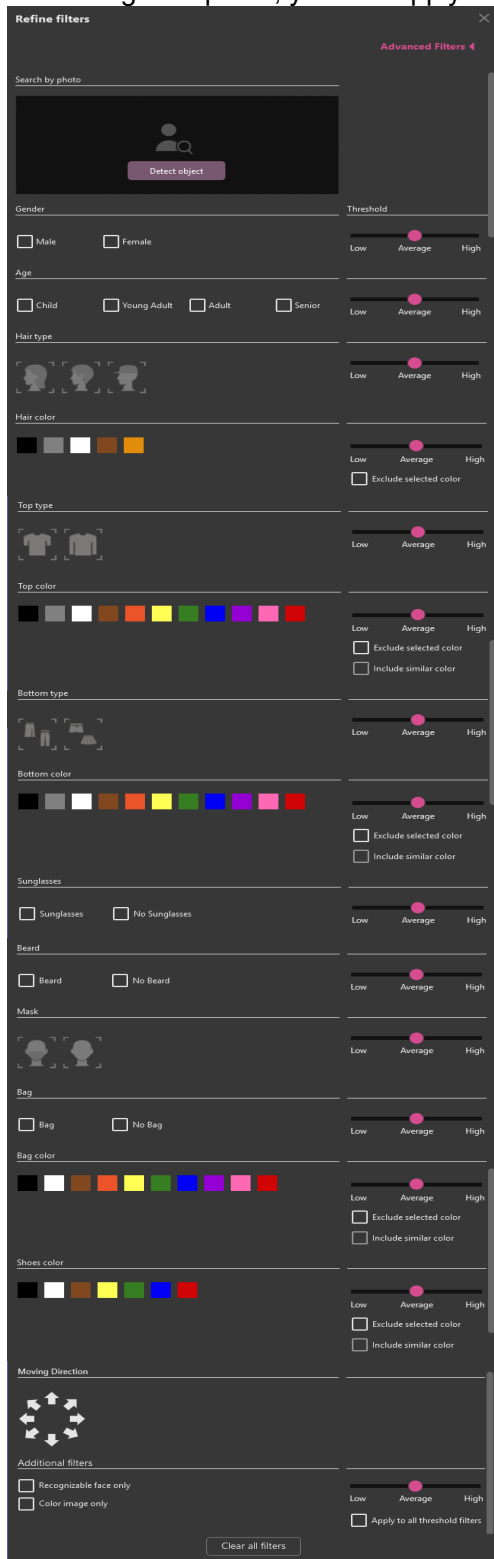 Refine filters
Advanced Filters
Search by photo
Detect object
Gender Threshold
Male Female
Low Average High
Age
Child Young Adult Adult Senior
Low Average High
Hair type
Low Average High
Hair color
Low Average High
Exclude selected color
Top type
Low Average High
Top color
Low Average High
Exclude selected color
Include similar color
Bottom type
Low Average High
Bottom color
Low Average High
Exclude selected color
Include similar color
Sunglasses
Sunglasses No Sunglasses
Low Average High
Beard
Beard No Beard
Low Average High
Mask
Low Average High
Bag
Bag No Bag
Low Average High
Bag color
Low Average High
Exclude selected color
Include similar color
Shoes color
Low Average High
Exclude selected color
Include similar color
Moving Direction
Additional filters
Recognizable face only
Color image only
Low Average High
Apply to all threshold filters
Clear all filters